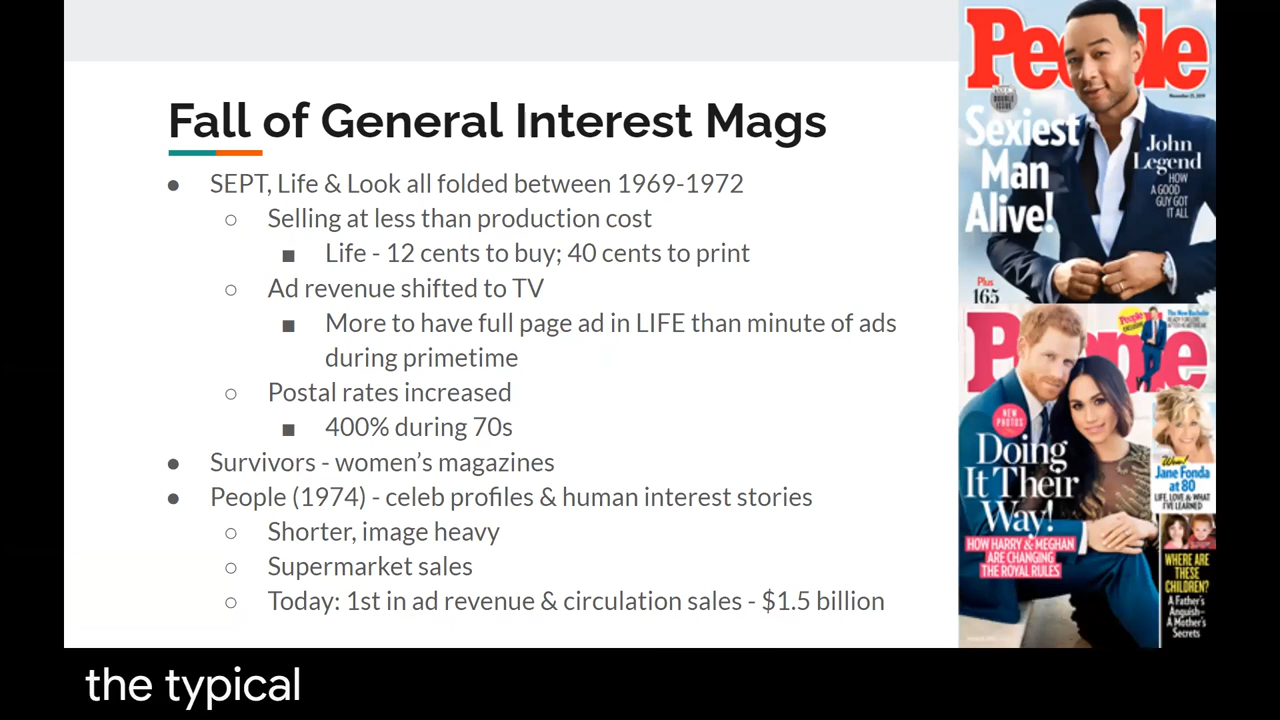 Fall of General Interest Mags
● SEPT, Life & Look all folded between 1969-1972
○ Selling at less than production cost
■ Life - 12 cents to buy; 40 cents to print
○ Ad revenue shifted to TV
■ More to have full page ad in LIFE than minute of ads
during primetime
○ Postal rates increased
■ 400% during 70s
● Survivors - women’s magazines
● People (1974) - celeb profiles & human interest stories
○ Shorter, image heavy
○ Supermarket sales
○ Today: 1st in ad revenue & circulation sales - $1.5 billion
People
DOUBLE
ISSUE
Sexiest
Man
Alive!
John
Legend
HOW
A GOOD
GUY GOT
IT ALL
Plus
165
People
NEW
PHOTOS
Doing
It Their
Way!
HOW HARRY & MEGHAN
ARE CHANGING
THE ROYAL RULES
The New Bachelor
Wow!
Jane Fonda
at 80
LIFE, LOVE & WHAT
I'VE LEARNED
WHERE ARE
THESE
CHILDREN?
A Father's
Anguish—
A Mother's
Secrets
the typical